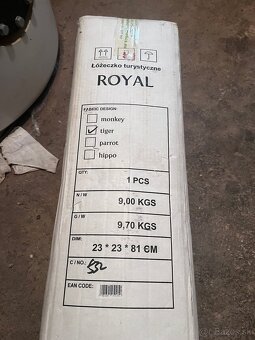 Łóżeczko turystyczne
ROYAL
FABRIC DESIGN:
monkey
tiger
parrot
hippo
QTY:
1 PCS
N / W
9,00 KGS
G / W
9,70 KGS
DIM:
23 * 23 * 81 CM
C / NO.:
EAN CODE: